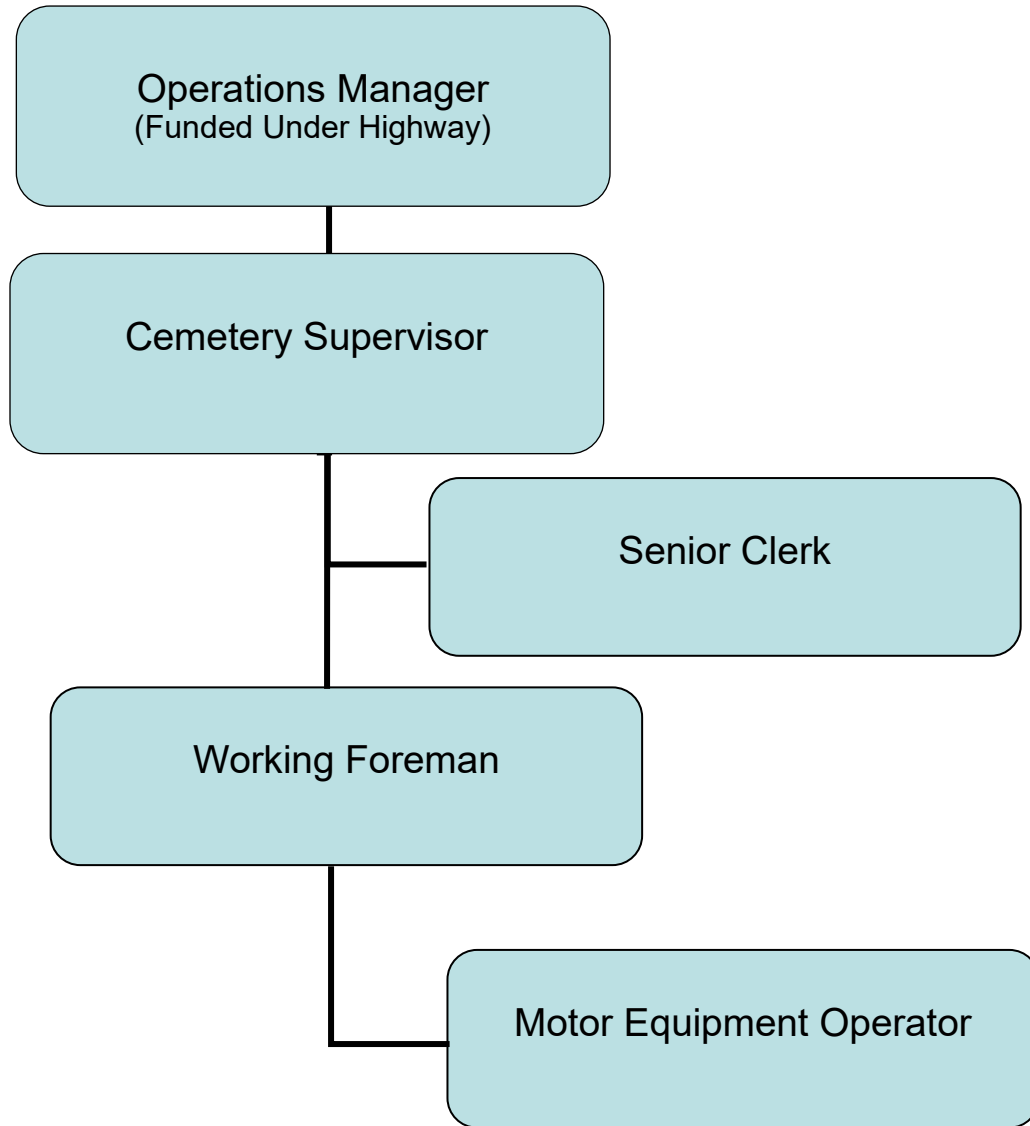 Operations Manager
(Funded Under Highway)
Cemetery Supervisor
Senior Clerk
Working Foreman
Motor Equipment Operator